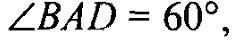 ∠BAD = 60°,